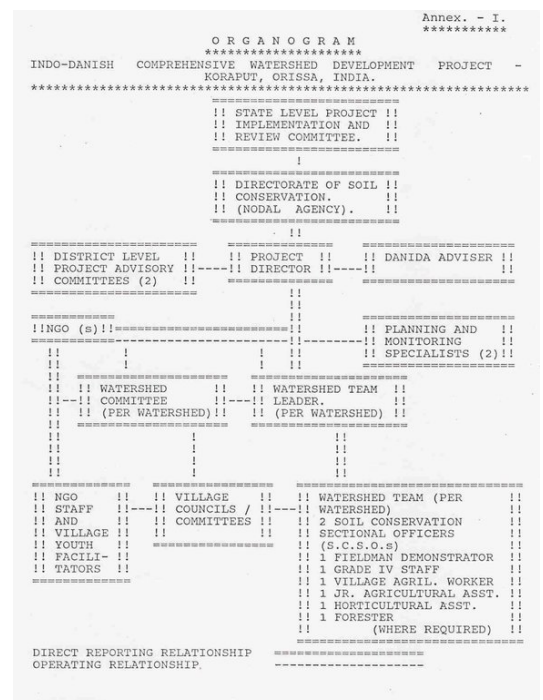 Annex. - I.
***********
O R G A N O G R A M
*********************
INDO-DANISH COMPREHENSIVE WATERSHED DEVELOPMENT PROJECT -
KORAPUT, ORISSA, INDIA.
*****************************************************************
!! STATE LEVEL PROJECT !!
!! IMPLEMENTATION AND !!
!! REVIEW COMMITTEE. !!
!! DIRECTORATE OF SOIL !!
!! CONSERVATION. !!
!! (NODAL AGENCY). !!
!! DISTRICT LEVEL !!
!! PROJECT ADVISORY !!
!! COMMITTEES (2) !!
!! PROJECT !!
!! DIRECTOR !!
!! DANIDA ADVISER !!
!!NGO (s)!!
!! PLANNING AND !!
!! MONITORING !!
!! SPECIALISTS (2)!!
!! WATERSHED !!
!! COMMITTEE !!
!! (PER WATERSHED)!!
!! WATERSHED TEAM !!
!! LEADER. !!
!! (PER WATERSHED) !!
!! NGO !!
!! STAFF !!
!! AND !!
!! VILLAGE !!
!! YOUTH !!
!! FACILI- !!
!! TATORS !!
!! VILLAGE !!
!! COUNCILS / !!
!! COMMITTEES !!
!! WATERSHED TEAM (PER !!
!! WATERSHED) !!
!! 2 SOIL CONSERVATION !!
!! SECTIONAL OFFICERS !!
!! (S.C.S.O.s) !!
!! 1 FIELDMAN DEMONSTRATOR !!
!! 1 GRADE IV STAFF !!
!! 1 VILLAGE AGRIL. WORKER !!
!! 1 JR. AGRICULTURAL ASST. !!
!! 1 HORTICULTURAL ASST. !!
!! 1 FORESTER !!
!! (WHERE REQUIRED) !!
DIRECT REPORTING RELATIONSHIP ====================
OPERATING RELATIONSHIP. --------------------